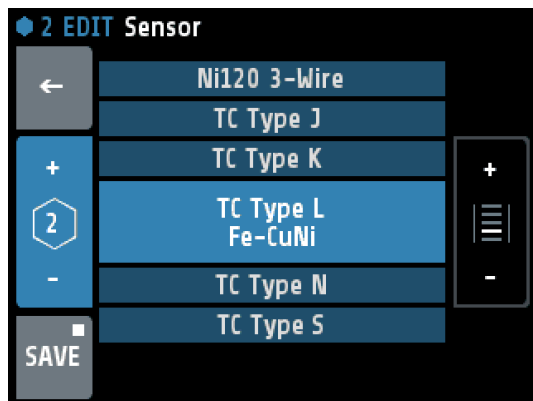 2 EDIT Sensor
←
Ni120 3-Wire
TC Type J
TC Type K
TC Type L
Fe-CuNi
TC Type N
TC Type S
+
2
-
SAVE
+
-